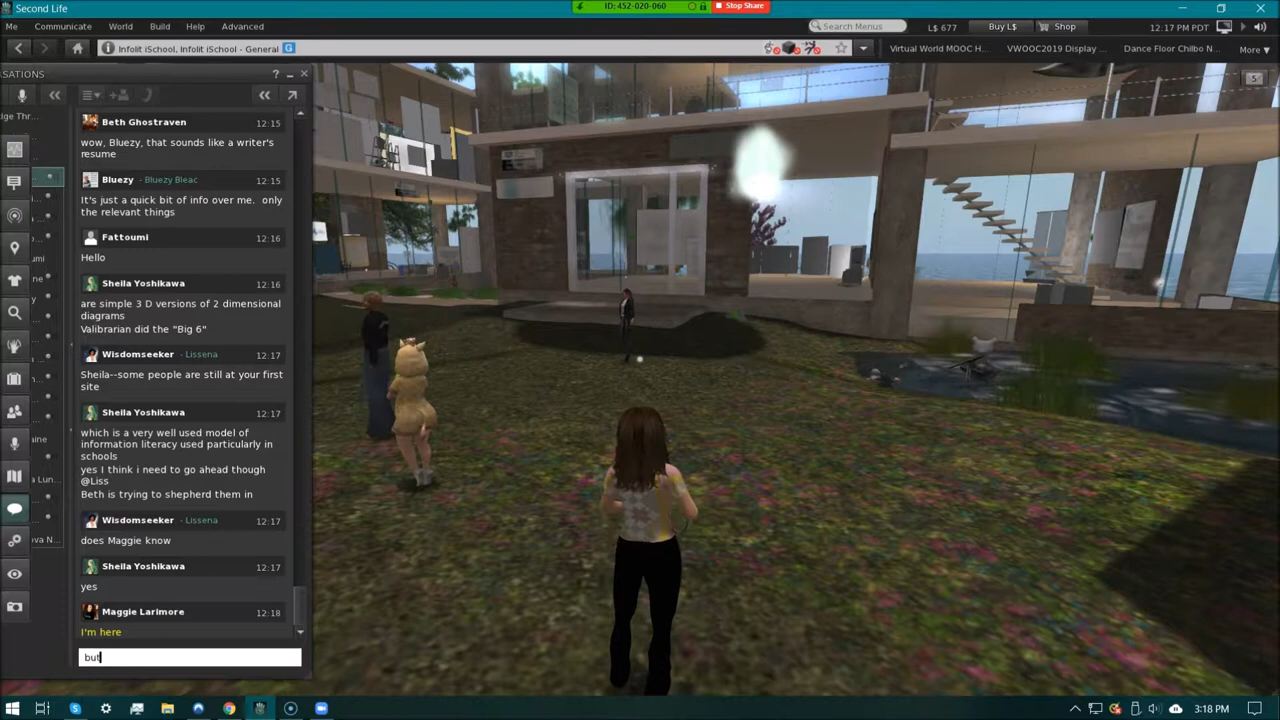 Second Life
ID: 452-020-060
Stop Share
Me
Communicate
World
Build
Help
Advanced
Search Menus
L$ 677
Buy L$
Shop
12:17 PM PDT
Infolit iSchool, Infolit iSchool - General
G
Virtual World MOOC H...
VWOOC2019 Display ...
Dance Floor Chilbo N...
More ▾
SATIONS
?
5
dge Thr
Beth Ghostraven
12:15
wow, Bluezy, that sounds like a writer's
resume
Bluezy - Bluezy Bleac
12:15
It's just a quick bit of info over me. only
the relevant things
Fattoumi
12:16
Hello
umi
Sheila Yoshikawa
12:16
ne
are simple 3 D versions of 2 dimensional
diagrams
Valibrarian did the "Big 6"
Wisdomseeker - Lissena
12:17
Sheila--some people are still at your first
site
Sheila Yoshikawa
12:17
which is a very well used model of
information literacy used particularly in
schools
aine
yes I think i need to go ahead though
@Liss
Beth is trying to shepherd them in
a Lun..
Wisdomseeker - Lissena
12:17
does Maggie know
ova N...
Sheila Yoshikawa
12:17
yes
Maggie Larimore
12:18
I'm here
but
3:18 PM